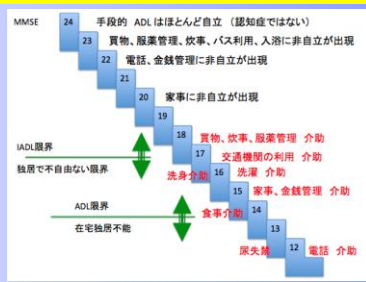 MMSE
24 手段的 ADL はほとんど自立 (認知症ではない)
23 買物、服薬管理、炊事、バス利用、入浴に非自立が出現
22 電話、金銭管理に非自立が出現
21
20 家事に非自立が出現
19
18 買物、炊事、服薬管理 介助
IADL限界
17 交通機関の利用 介助
独居で不自由ない限界
洗身介助 16 洗濯 介助
15 家事、金銭管理 介助
ADL限界
食事介助 14
在宅独居不能
13
尿失禁 12 電話 介助